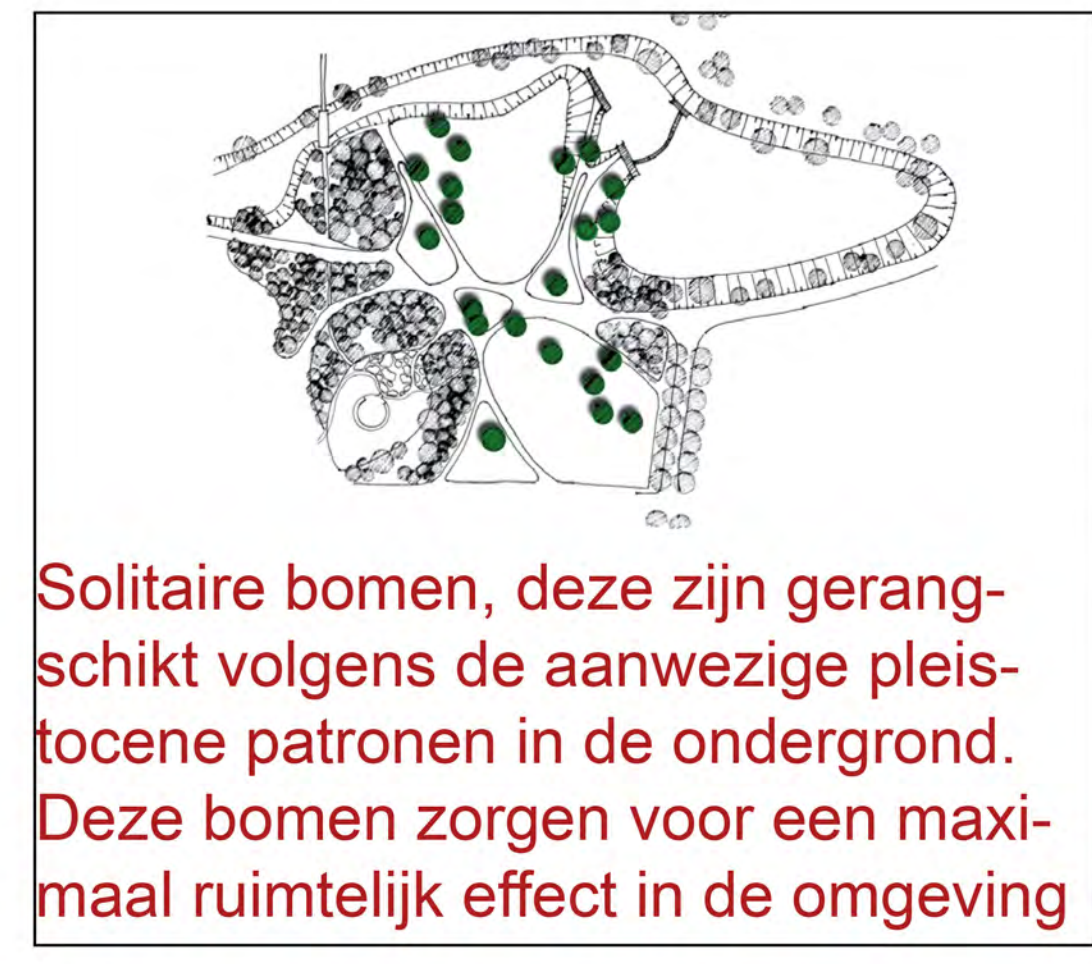 Solitaire bomen, deze zijn gerang-
schikt volgens de aanwezige pleis-
tocene patronen in de ondergrond.
Deze bomen zorgen voor een maxi-
maal ruimtelijk effect in de omgeving